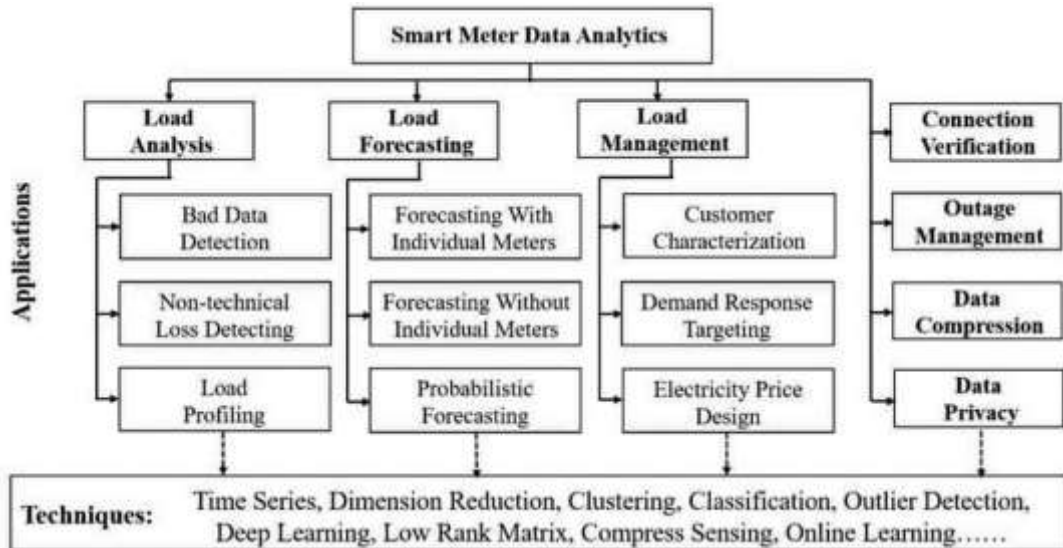 Smart Meter Data Analytics
Applications
Load
Analysis
Bad Data
Detection
Non-technical
Loss Detecting
Load
Profiling
Load
Forecasting
Forecasting With
Individual Meters
Forecasting Without
Individual Meters
Probabilistic
Forecasting
Load
Management
Customer
Characterization
Demand Response
Targeting
Electricity Price
Design
Connection
Verification
Outage
Management
Data
Compression
Data
Privacy
Techniques: Time Series, Dimension Reduction, Clustering, Classification, Outlier Detection,
Deep Learning, Low Rank Matrix, Compress Sensing, Online Learning……